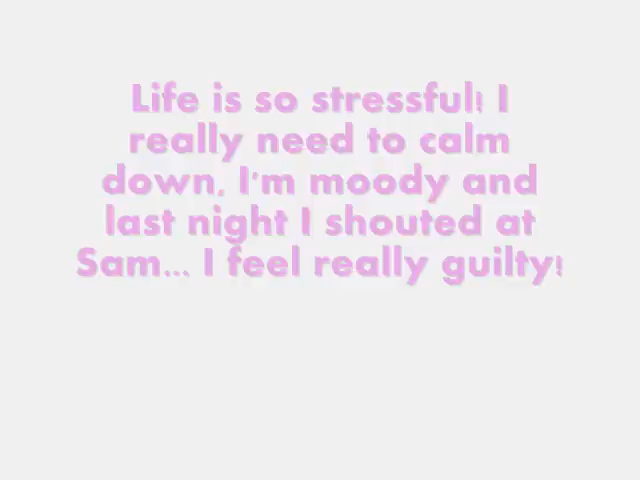 Life is so stressful! I
really need to calm
down, I'm moody and
last night I shouted at
Sam... I feel really guilty!